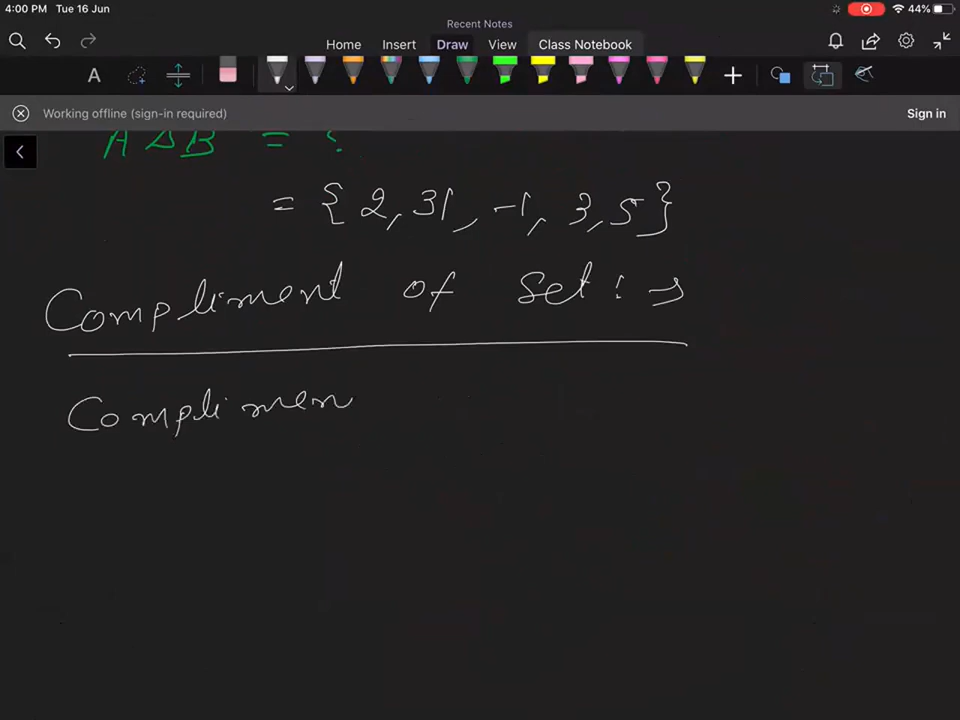 4:00 PM Tue 16 Jun
44%
Recent Notes
Home Insert Draw View Class Notebook
A
Working offline (sign-in required) Sign in
A Δ B = ?
= { 2, 31, -1, 3, 5 }
Compliment of set : →
Complimen